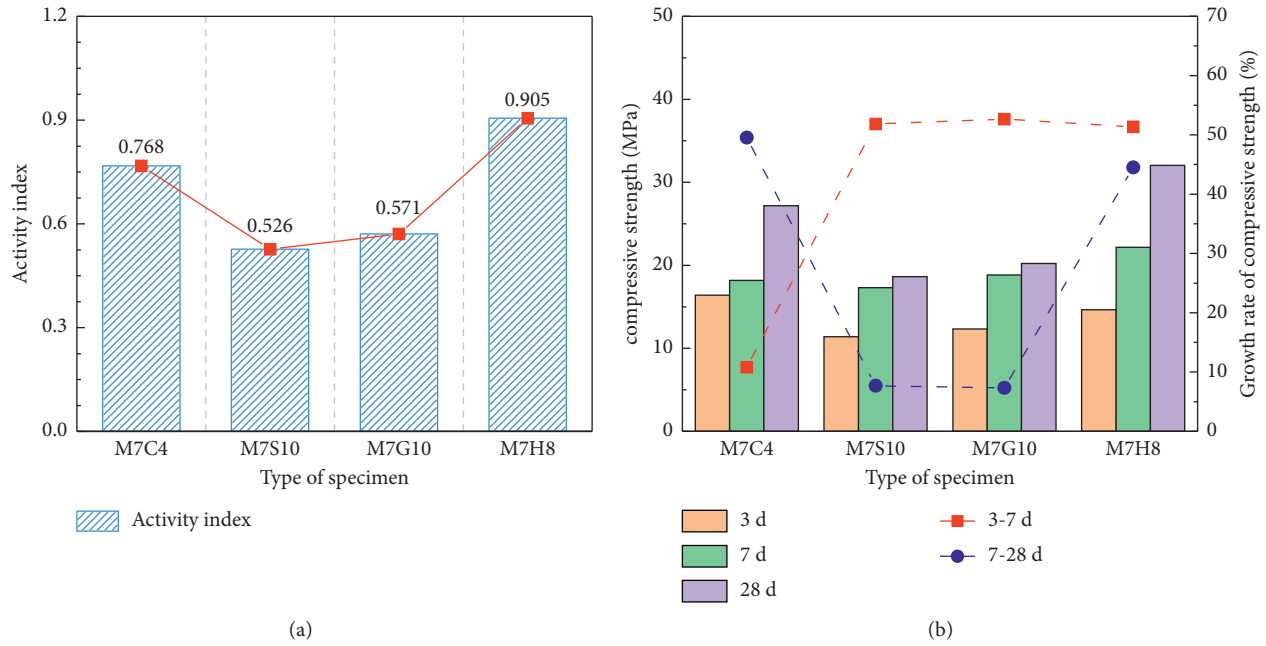 1.2
0.9
0.6
0.3
0.0
Activity index
0.768
0.526
0.571
0.905
M7C4 M7S10 M7G10 M7H8
Type of specimen
Activity index
(a)
50
40
30
20
10
0
compressive strength (MPa)
70
60
50
40
30
20
10
0
Growth rate of compressive strength (%)
M7C4 M7S10 M7G10 M7H8
Type of specimen
3 d
7 d
28 d
3-7 d
7-28 d
(b)